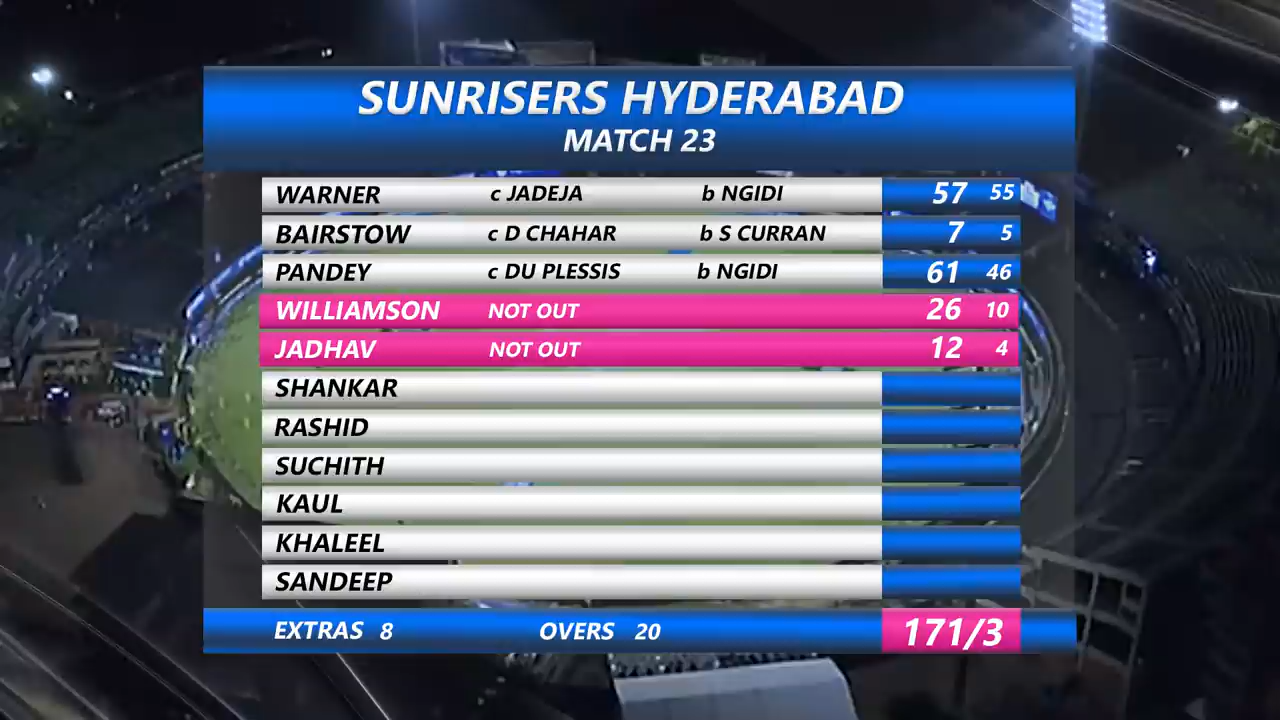 SUNRISERS HYDERABAD
MATCH 23
WARNER c JADEJA b NGIDI 57 55
BAIRSTOW c D CHAHAR b S CURRAN 7 5
PANDEY c DU PLESSIS b NGIDI 61 46
WILLIAMSON NOT OUT 26 10
JADHAV NOT OUT 12 4
SHANKAR
RASHID
SUCHITH
KAUL
KHALEEL
SANDEEP
EXTRAS 8 OVERS 20 171/3